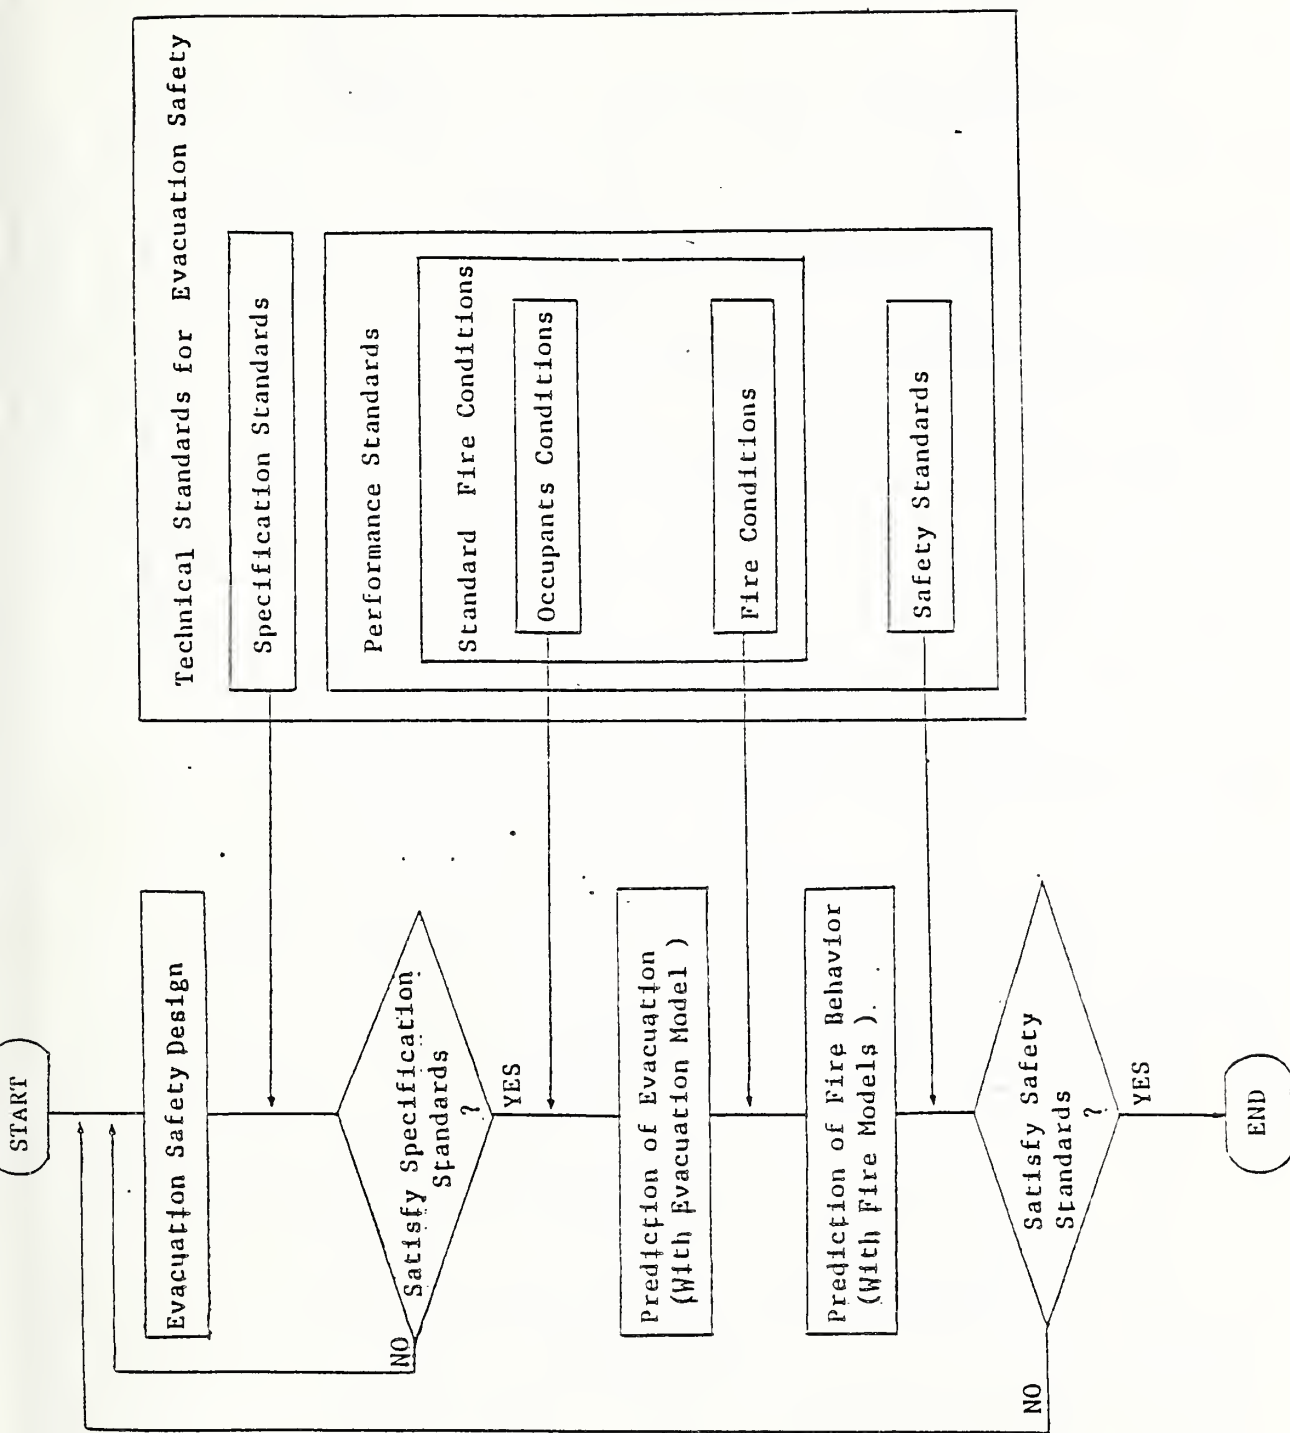 START
Evacuation Safety Design
Satisfy Specification
Standards
?
NO
YES
Prediction of Evacuation
(With Evacuation Model )
Prediction of Fire Behavior
(With Fire Models ).
Satisfy Safety
Standards
?
NO
YES
END
Technical Standards for Evacuation Safety
Specification Standards
Performance Standards
Standard Fire Conditions
Occupants Conditions
Fire Conditions
Safety Standards